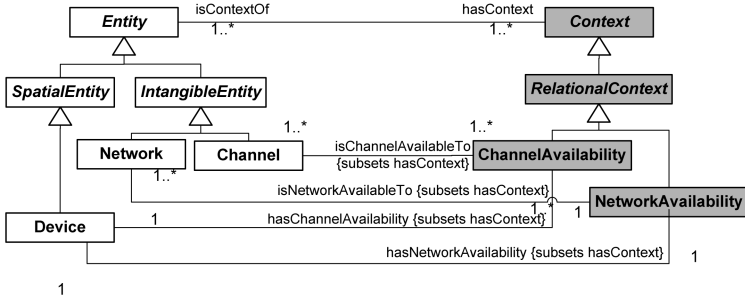 isContextOf hasContext
Entity Context
1..* 1..*
SpatialEntity IntangibleEntity RelationalContext
1..* 1..*
isChannelAvailableTo
Network Channel ChannelAvailability
{subsets hasContext}
1..*
isNetworkAvailableTo {subsets hasContext}
NetworkAvailability
1..* 1
Device 1 hasChannelAvailability {subsets hasContext}
hasNetworkAvailability {subsets hasContext} 1
1